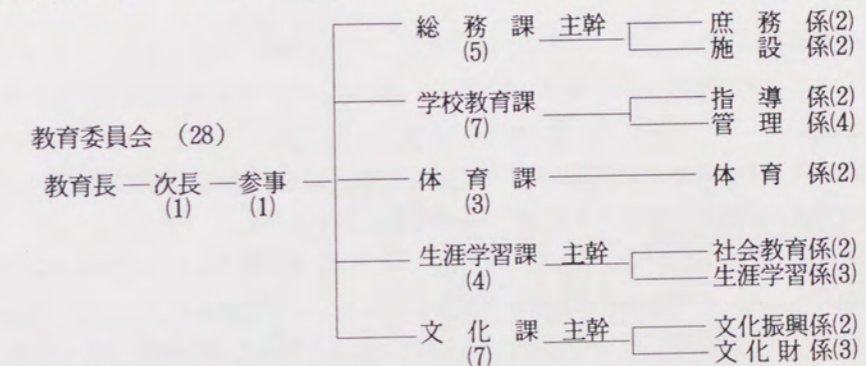 教育委員会 (28)
教育長 ― 次長 ― 参事
(1) (1)
総務課 主幹
(5)
庶務係(2)
施設係(2)
学校教育課
(7)
指導係(2)
管理係(4)
体育課
(3)
体育係(2)
生涯学習課 主幹
(4)
社会教育係(2)
生涯学習係(3)
文化課 主幹
(7)
文化振興係(2)
文化財係(3)